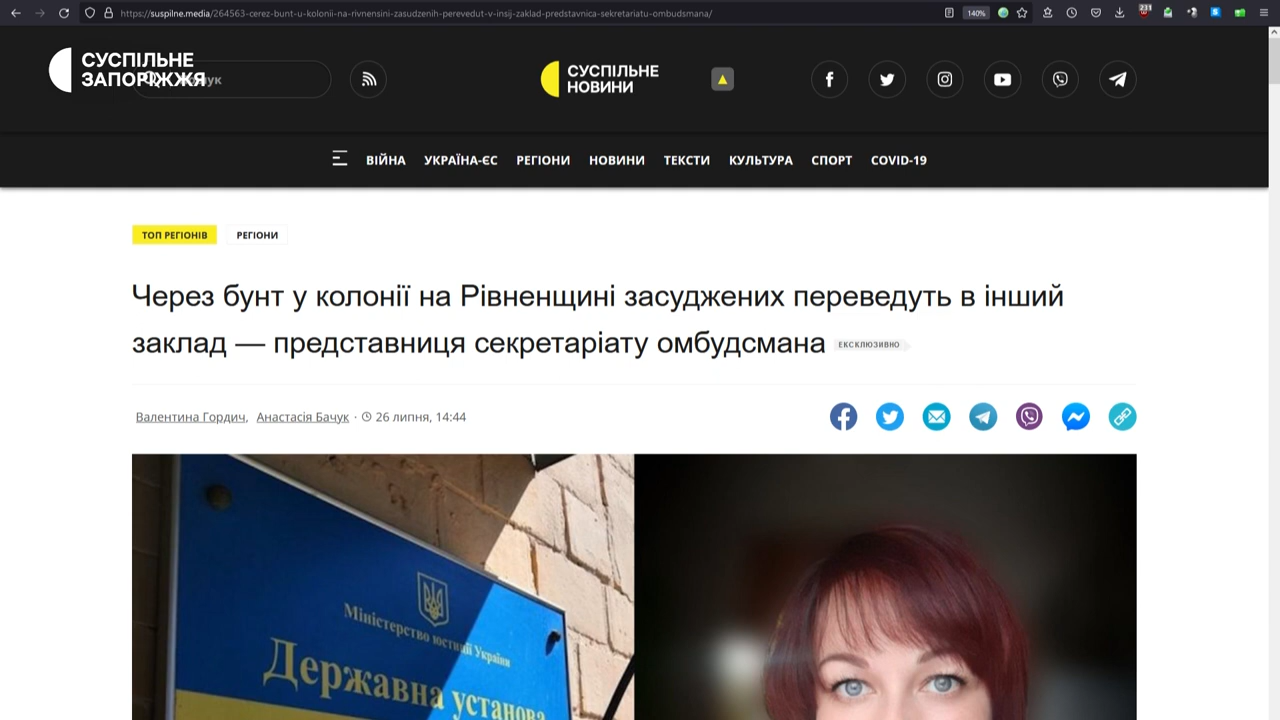 https://suspilne.media/264563-cerez-bunt-u-kolonii-na-rivnensini-zasudzenih-perevedut-v-insij-zaklad-predstavnica-sekretariatu-ombudsmana/
140%
231
СУСПІЛЬНЕ
ЗАПОРІЖЖЯ
СУСПІЛЬНЕ
НОВИНИ
ВІЙНА УКРАЇНА-ЄС РЕГІОНИ НОВИНИ ТЕКСТИ КУЛЬТУРА СПОРТ COVID-19
ТОП РЕГІОНІВ РЕГІОНИ
Через бунт у колонії на Рівненщині засуджених переведуть в інший
заклад — представниця секретаріату омбудсмана ЕКСКЛЮЗИВНО
Валентина Гордич, Анастасія Бачук · 26 липня, 14:44
Міністерство юстиції України
Державна установа